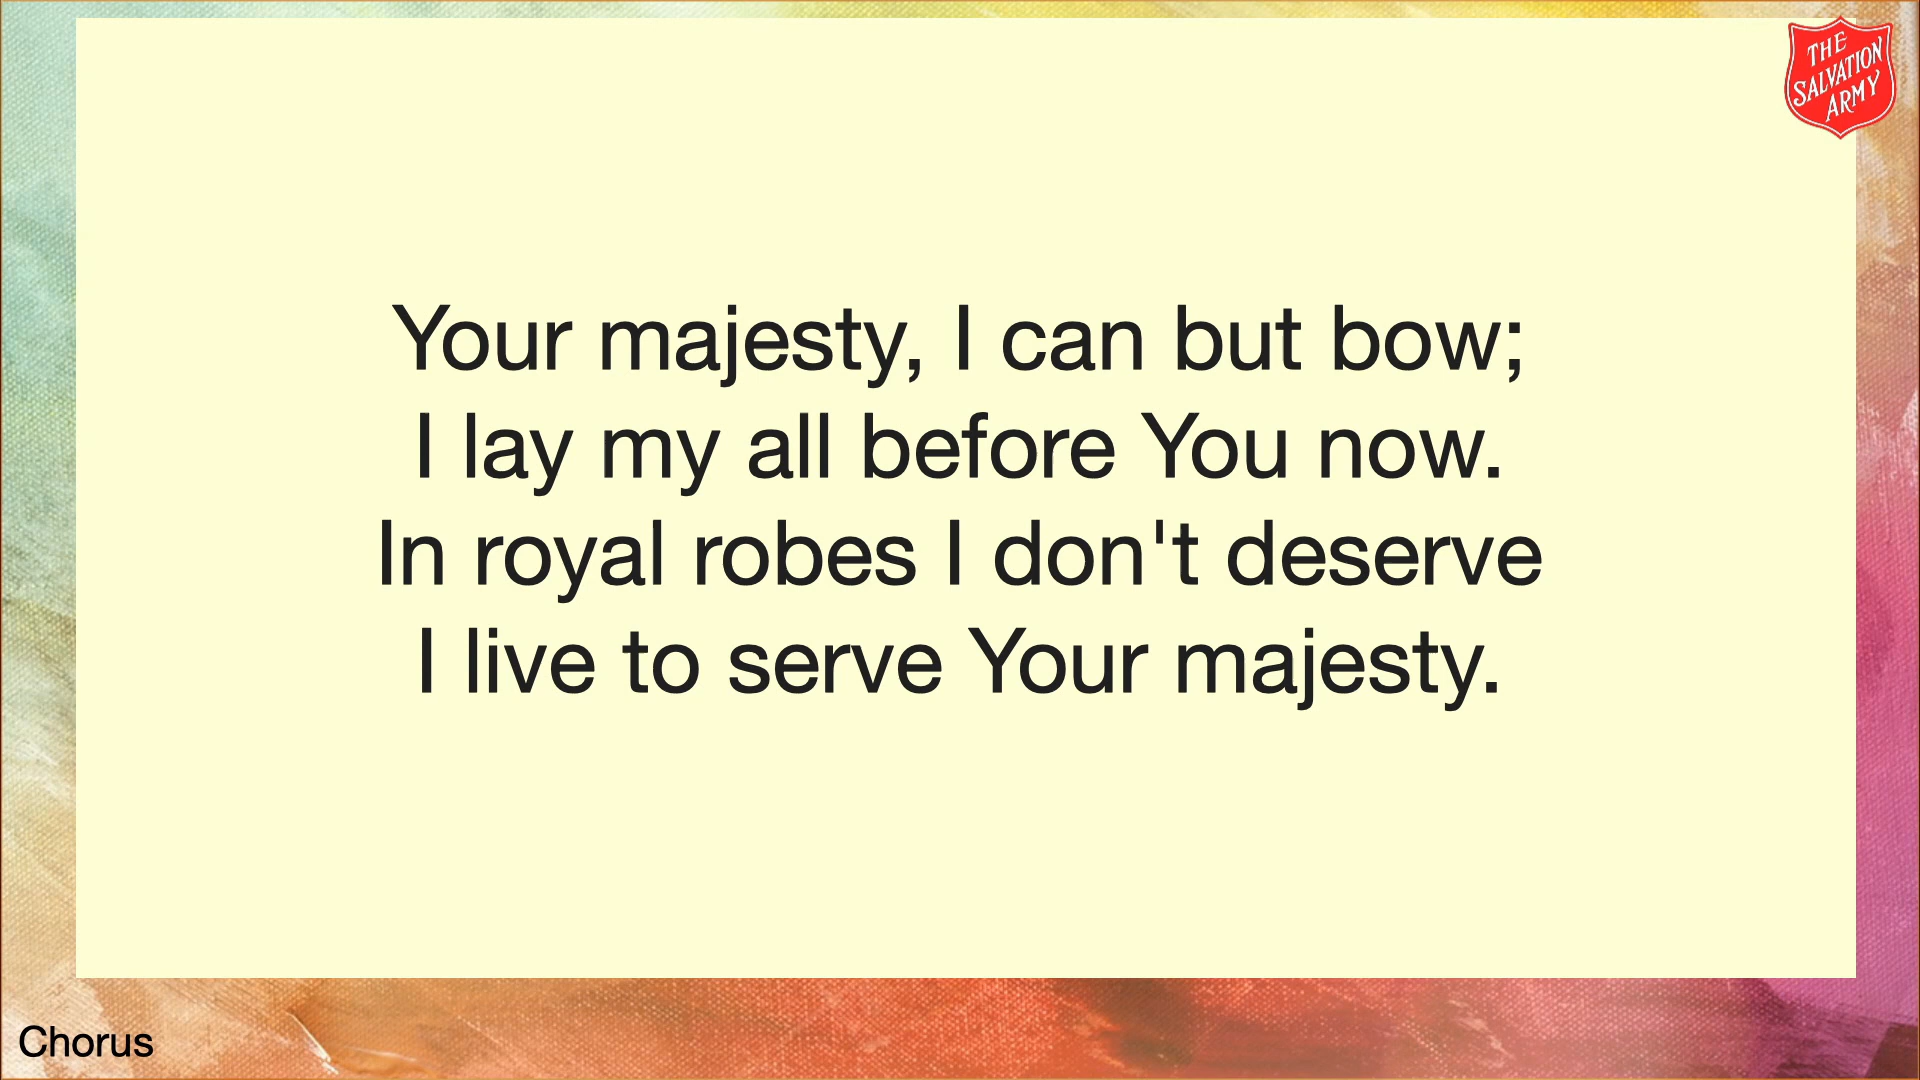 THE
SALVATION
ARMY
Your majesty, I can but bow;
I lay my all before You now.
In royal robes I don't deserve
I live to serve Your majesty.
Chorus